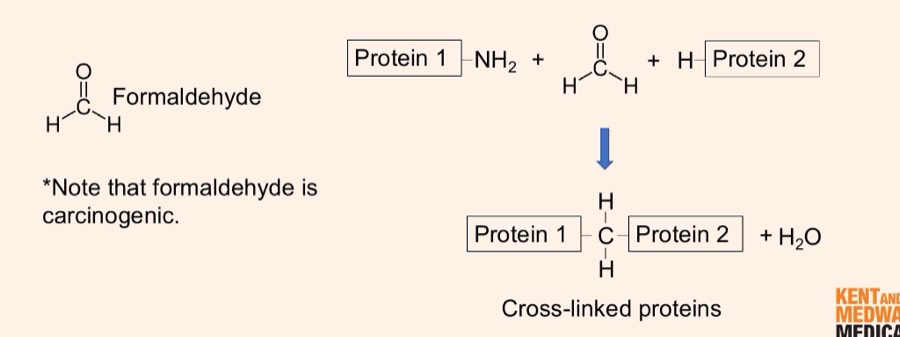 O
C
H H
Formaldehyde
*Note that formaldehyde is
carcinogenic.
Protein 1 NH₂ + 
O
C
H H
+ H Protein 2
H
Protein 1 C Protein 2 + H₂O
H
Cross-linked proteins
KENT AND
MEDWA
MEDICA